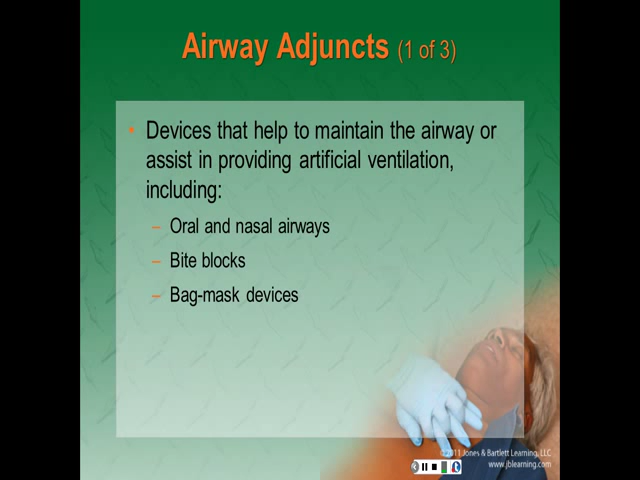 Airway Adjuncts (1 of 3)
• Devices that help to maintain the airway or
assist in providing artificial ventilation,
including:
– Oral and nasal airways
– Bite blocks
– Bag-mask devices
© 2011 Jones & Bartlett Learning, LLC
www.jblearning.com